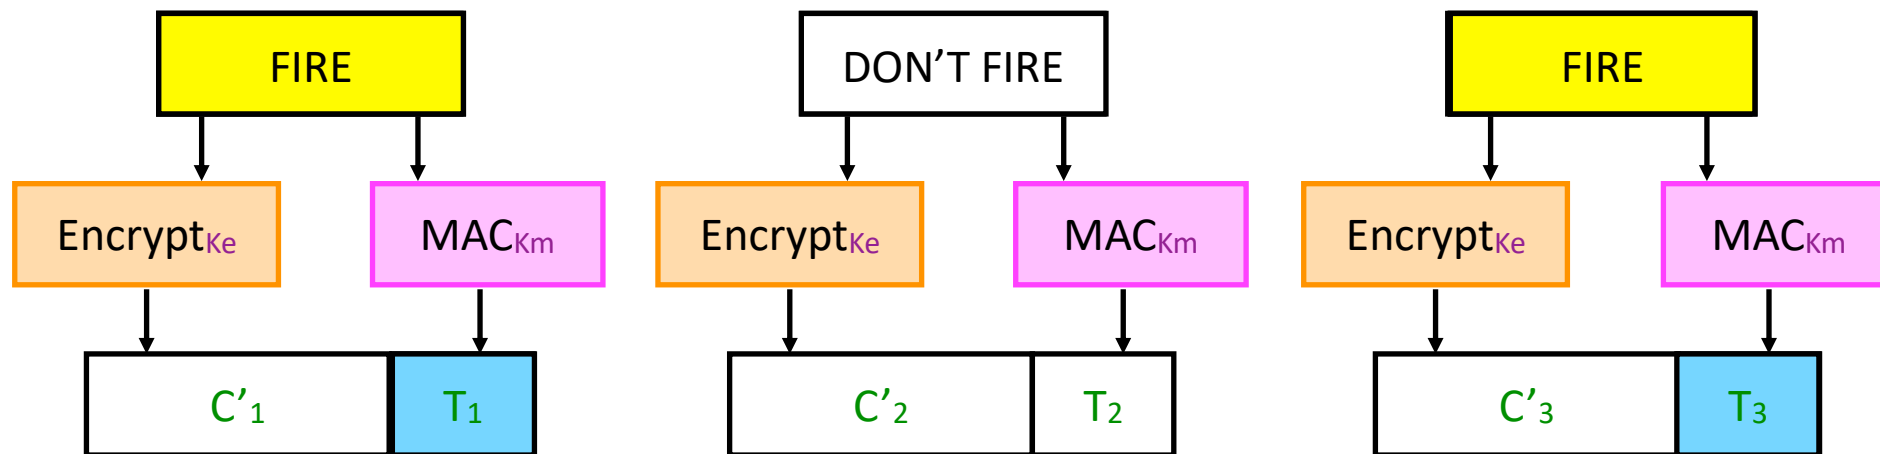 FIRE
DON’T FIRE
FIRE
EncryptKe
MACKm
EncryptKe
MACKm
EncryptKe
MACKm
C’1
T1
C’2
T2
C’3
T3